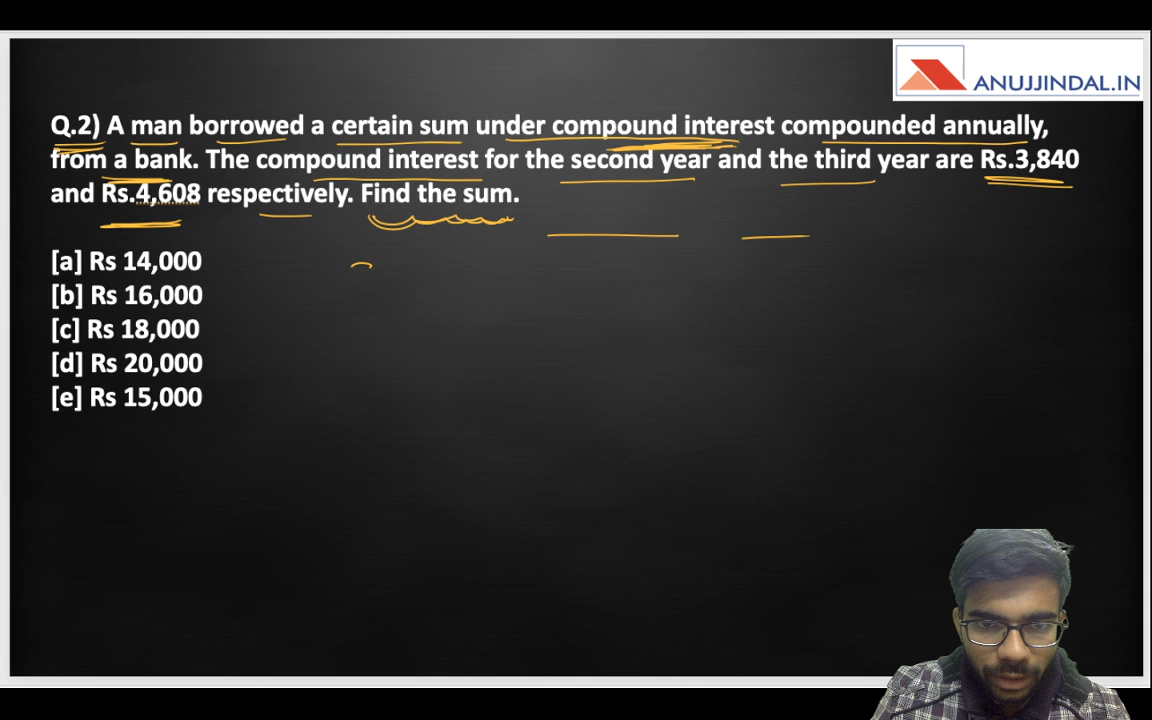 ANUJJINDAL.IN
Q.2) A man borrowed a certain sum under compound interest compounded annually,
from a bank. The compound interest for the second year and the third year are Rs.3,840
and Rs.4,608 respectively. Find the sum.
[a] Rs 14,000
[b] Rs 16,000
[c] Rs 18,000
[d] Rs 20,000
[e] Rs 15,000